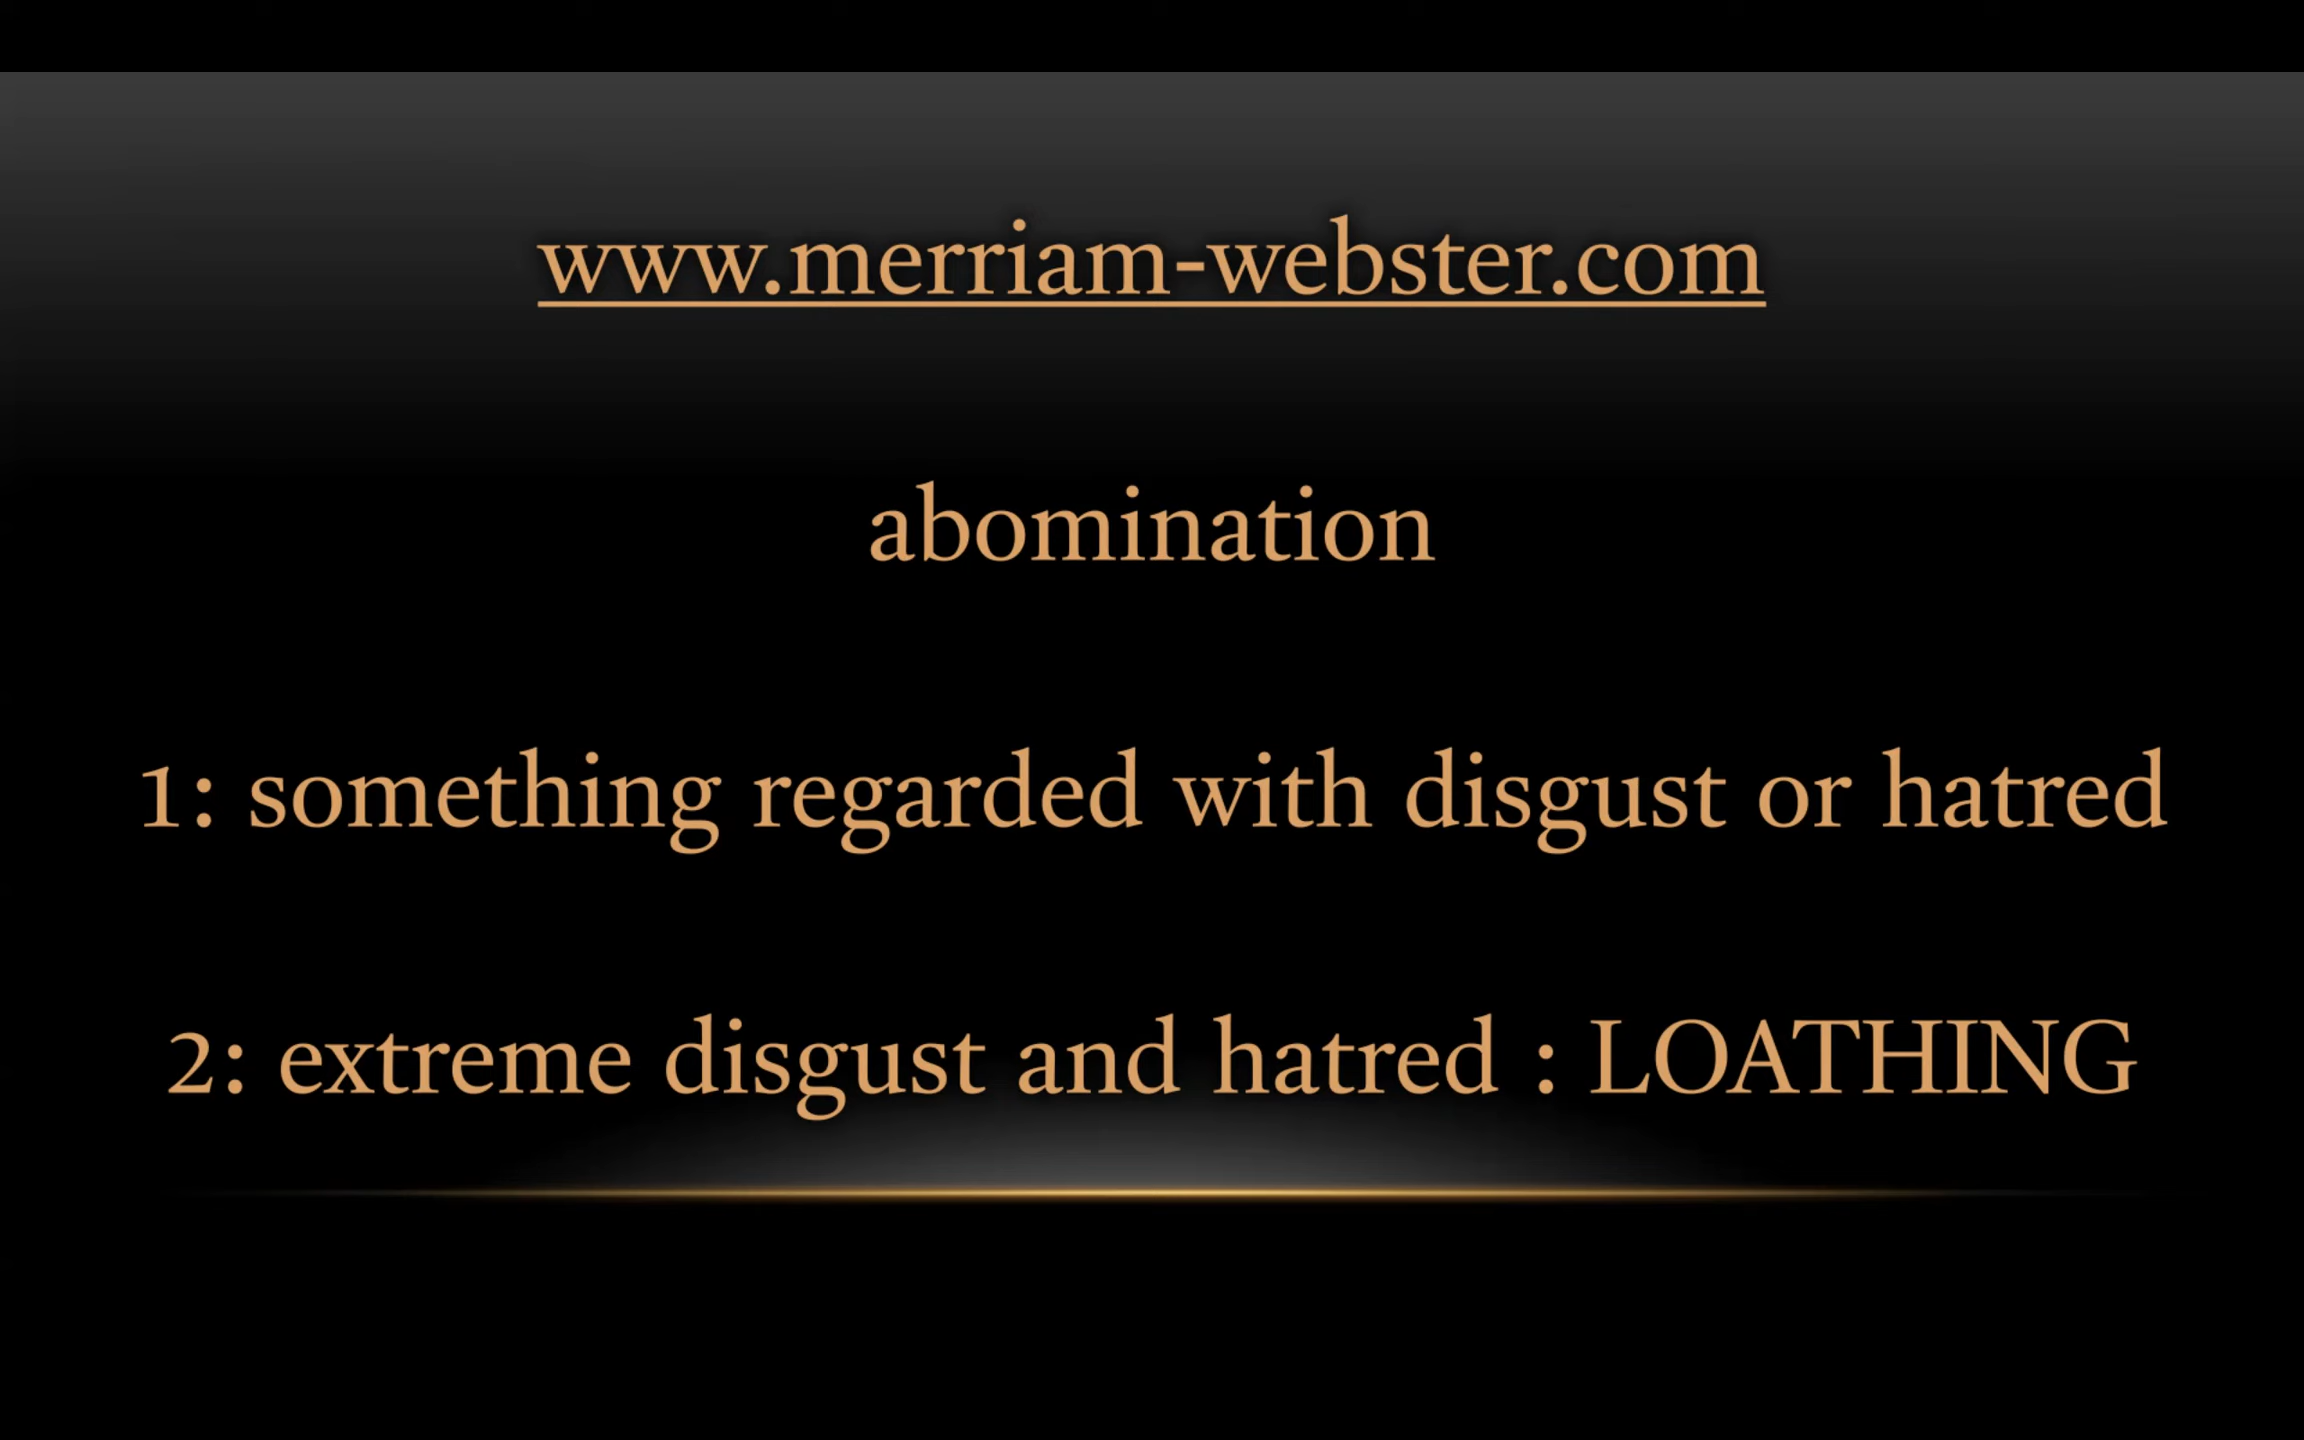 www.merriam-webster.com
abomination
1: something regarded with disgust or hatred
2: extreme disgust and hatred : LOATHING